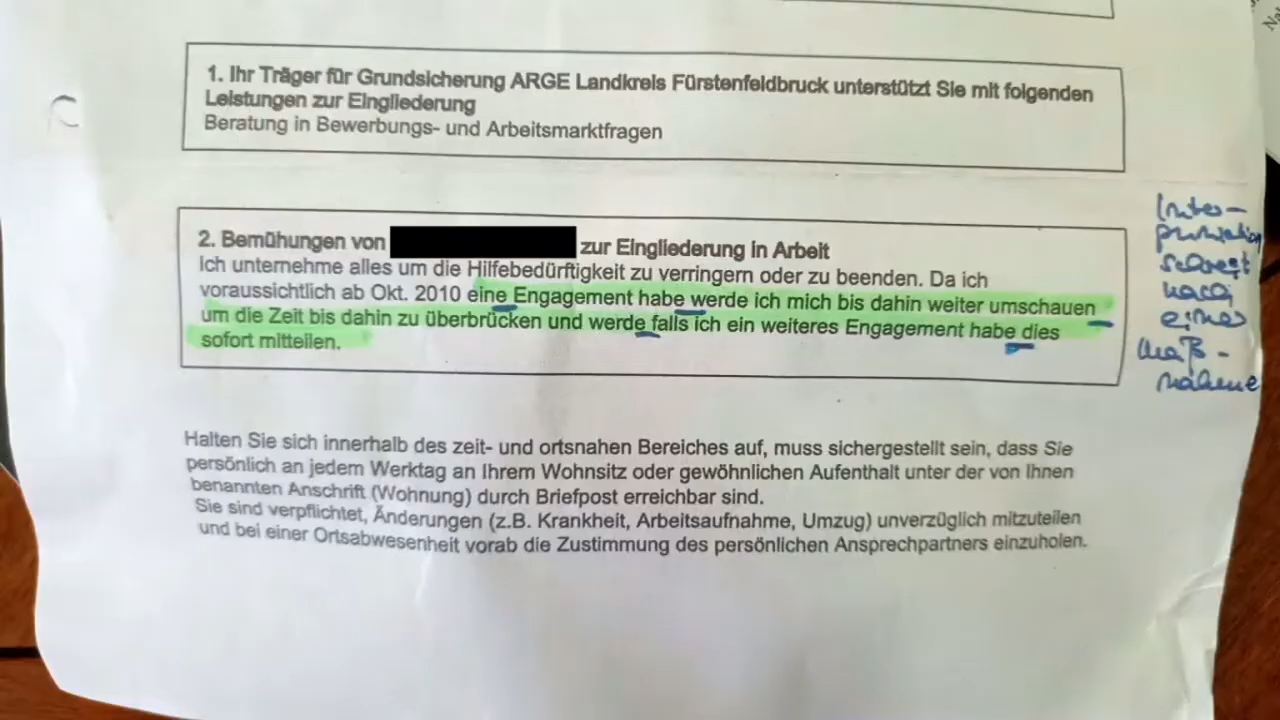 1. Ihr Träger für Grundsicherung ARGE Landkreis Fürstenfeldbruck unterstützt Sie mit folgenden
Leistungen zur Eingliederung
Beratung in Bewerbungs- und Arbeitsmarktfragen
2. Bemühungen von zur Eingliederung in Arbeit
Ich unternehme alles um die Hilfebedürftigkeit zu verringern oder zu beenden. Da ich
voraussichtlich ab Okt. 2010 eine Engagement habe werde ich mich bis dahin weiter umschauen
um die Zeit bis dahin zu überbrücken und werde falls ich ein weiteres Engagement habe dies
sofort mitteilen.
Inter-
punktation
schreit
nach
einer
Maß-
nahme
Halten Sie sich innerhalb des zeit- und ortsnahen Bereiches auf, muss sichergestellt sein, dass Sie
persönlich an jedem Werktag an Ihrem Wohnsitz oder gewöhnlichen Aufenthalt unter der von Ihnen
benannten Anschrift (Wohnung) durch Briefpost erreichbar sind.
Sie sind verpflichtet, Änderungen (z.B. Krankheit, Arbeitsaufnahme, Umzug) unverzüglich mitzuteilen
und bei einer Ortsabwesenheit vorab die Zustimmung des persönlichen Ansprechpartners einzuholen.